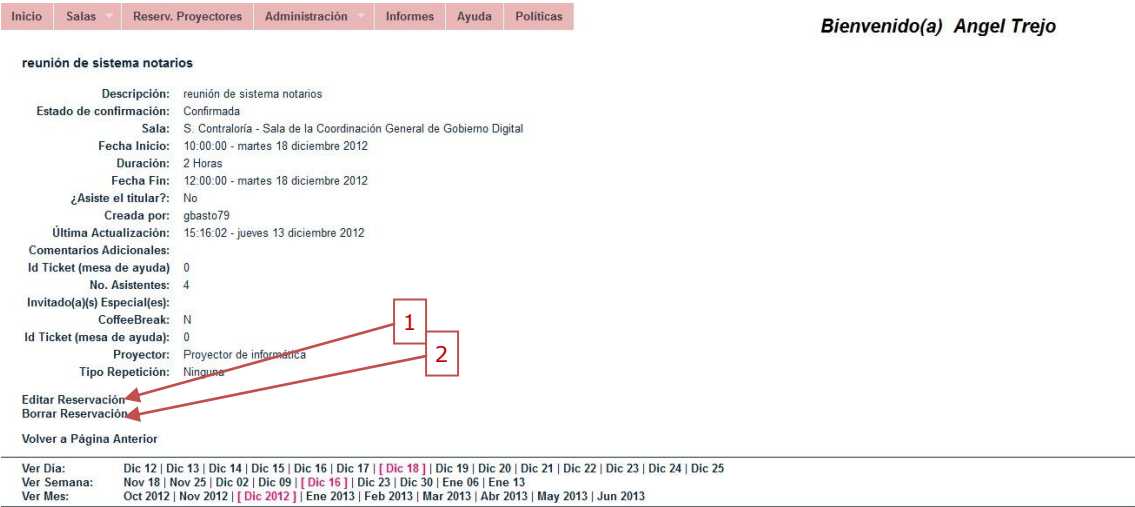 Inicio Salas Reserv. Proyectores Administración Informes Ayuda Políticas
Bienvenido(a) Angel Trejo
reunión de sistema notarios
Descripción: reunión de sistema notarios
Estado de confirmación: Confirmada
Sala: S. Contraloría - Sala de la Coordinación General de Gobierno Digital
Fecha Inicio: 10:00:00 - martes 18 diciembre 2012
Duración: 2 Horas
Fecha Fin: 12:00:00 - martes 18 diciembre 2012
¿Asiste el titular?: No
Creada por: gbasto79
Última Actualización: 15:16:02 - jueves 13 diciembre 2012
Comentarios Adicionales:
Id Ticket (mesa de ayuda) 0
No. Asistentes: 4
Invitado(a)(s) Especial(es):
CoffeeBreak: N
1
Id Ticket (mesa de ayuda): 0
Proyector: Proyector de informática
2
Tipo Repetición: Ninguna
Editar Reservación
Borrar Reservación
Volver a Página Anterior
Ver Día: Dic 12 | Dic 13 | Dic 14 | Dic 15 | Dic 16 | Dic 17 | [ Dic 18 ] | Dic 19 | Dic 20 | Dic 21 | Dic 22 | Dic 23 | Dic 24 | Dic 25
Ver Semana: Nov 18 | Nov 25 | Dic 02 | Dic 09 | [ Dic 16 ] | Dic 23 | Dic 30 | Ene 06 | Ene 13
Ver Mes: Oct 2012 | Nov 2012 | [ Dic 2012 ] | Ene 2013 | Feb 2013 | Mar 2013 | Abr 2013 | May 2013 | Jun 2013